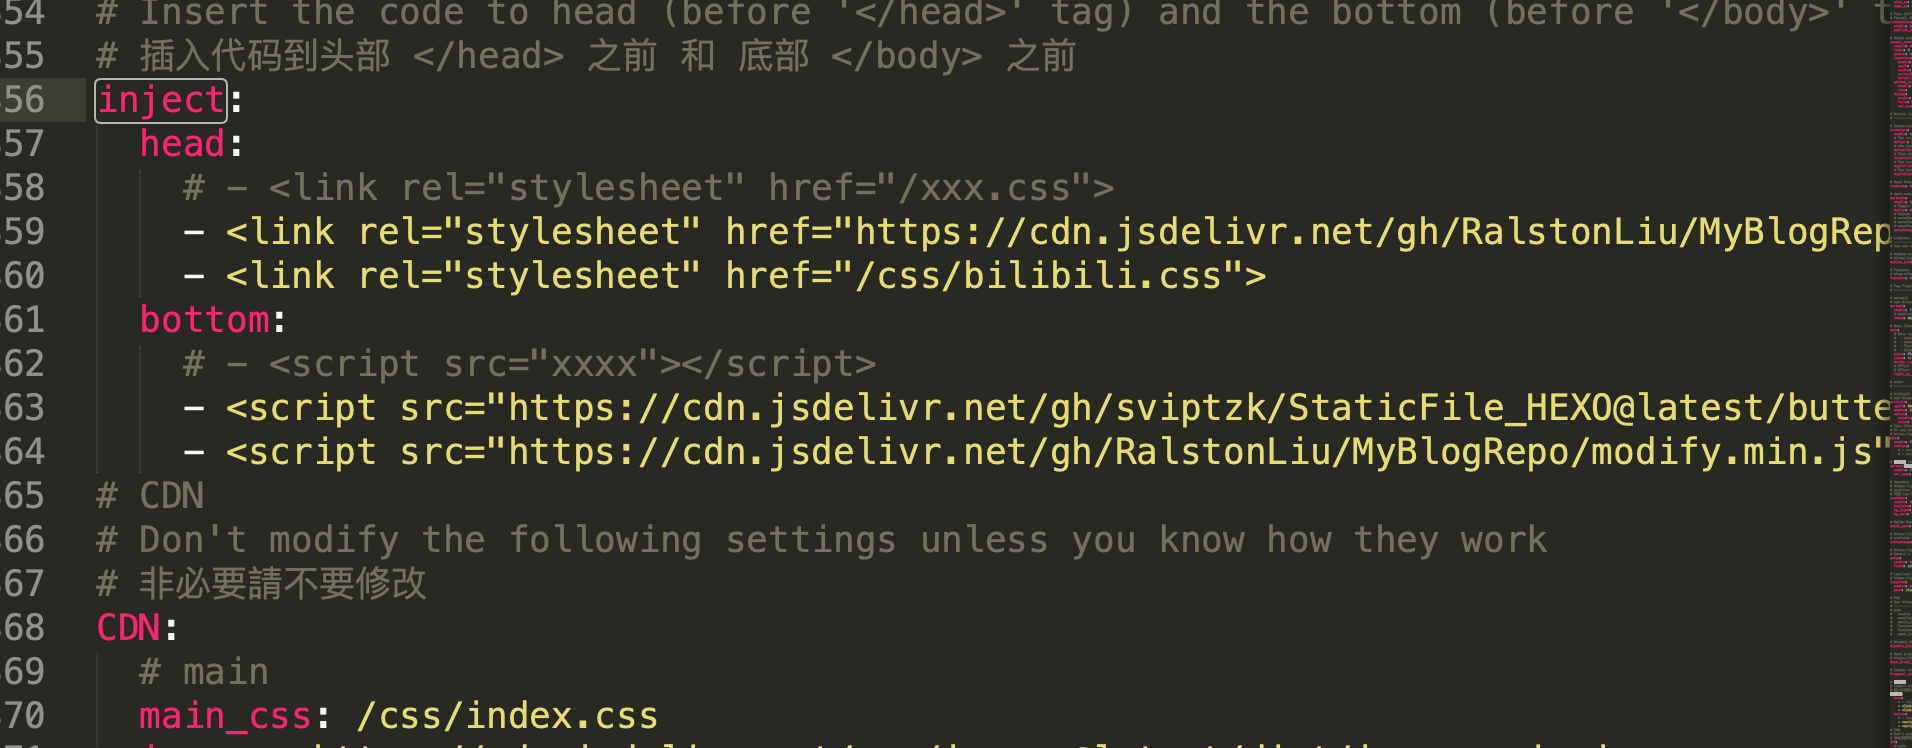 54 # Insert the code to head (before '</head>' tag) and the bottom (before '</body>' t
55 # 插入代码到头部 </head> 之前 和 底部 </body> 之前
56 inject:
57 head:
58 # - <link rel="stylesheet" href="/xxx.css">
59 - <link rel="stylesheet" href="https://cdn.jsdelivr.net/gh/RalstonLiu/MyBlogRep
60 - <link rel="stylesheet" href="/css/bilibili.css">
61 bottom:
62 # - <script src="xxxx"></script>
63 - <script src="https://cdn.jsdelivr.net/gh/sviptzk/StaticFile_HEXO@latest/butte
64 - <script src="https://cdn.jsdelivr.net/gh/RalstonLiu/MyBlogRepo/modify.min.js"
65 # CDN
66 # Don't modify the following settings unless you know how they work
67 # 非必要請不要修改
68 CDN:
69 # main
70 main_css: /css/index.css